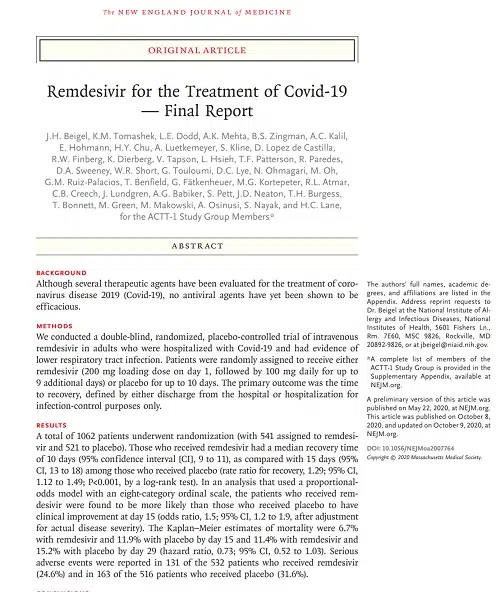 The NEW ENGLAND JOURNAL of MEDICINE
ORIGINAL ARTICLE
Remdesivir for the Treatment of Covid-19
— Final Report
J.H. Beigel, K.M. Tomashek, L.E. Dodd, A.K. Mehta, B.S. Zingman, A.C. Kalil,
E. Hohmann, H.Y. Chu, A. Luetkemeyer, S. Kline, D. Lopez de Castilla,
R.W. Finberg, K. Dierberg, V. Tapson, L. Hsieh, T.F. Patterson, R. Paredes,
D.A. Sweeney, W.R. Short, G. Touloumi, D.C. Lye, N. Ohmagari, M. Oh,
G.M. Ruiz-Palacios, T. Benfield, G. Fätkenheuer, M.G. Kortepeter, R.L. Atmar,
C.B. Creech, J. Lundgren, A.G. Babiker, S. Pett, J.D. Neaton, T.H. Burgess,
T. Bonnett, M. Green, M. Makowski, A. Osinusi, S. Nayak, and H.C. Lane,
for the ACTT-1 Study Group Members*
ABSTRACT
BACKGROUND
Although several therapeutic agents have been evaluated for the treatment of coro-
navirus disease 2019 (Covid-19), no antiviral agents have yet been shown to be
efficacious.
METHODS
We conducted a double-blind, randomized, placebo-controlled trial of intravenous
remdesivir in adults who were hospitalized with Covid-19 and had evidence of
lower respiratory tract infection. Patients were randomly assigned to receive either
remdesivir (200 mg loading dose on day 1, followed by 100 mg daily for up to
9 additional days) or placebo for up to 10 days. The primary outcome was the time
to recovery, defined by either discharge from the hospital or hospitalization for
infection-control purposes only.
RESULTS
A total of 1062 patients underwent randomization (with 541 assigned to remdesi-
vir and 521 to placebo). Those who received remdesivir had a median recovery time
of 10 days (95% confidence interval [CI], 9 to 11), as compared with 15 days (95%
CI, 13 to 18) among those who received placebo (rate ratio for recovery, 1.29; 95% CI,
1.12 to 1.49; P<0.001, by a log-rank test). In an analysis that used a proportional-
odds model with an eight-category ordinal scale, the patients who received rem-
desivir were found to be more likely than those who received placebo to have
clinical improvement at day 15 (odds ratio, 1.5; 95% CI, 1.2 to 1.9, after adjustment
for actual disease severity). The Kaplan–Meier estimates of mortality were 6.7%
with remdesivir and 11.9% with placebo by day 15 and 11.4% with remdesivir and
15.2% with placebo by day 29 (hazard ratio, 0.73; 95% CI, 0.52 to 1.03). Serious
adverse events were reported in 131 of the 532 patients who received remdesivir
(24.6%) and in 163 of the 516 patients who received placebo (31.6%).
The authors' full names, academic de-
grees, and affiliations are listed in the
Appendix. Address reprint requests to
Dr. Beigel at the National Institute of Al-
lergy and Infectious Diseases, National
Institutes of Health, 5601 Fishers Ln.,
Rm. 7E60, MSC 9826, Rockville, MD
20892-9826, or at jbeigel@niaid.nih.gov.
*A complete list of members of the
ACTT-1 Study Group is provided in the
Supplementary Appendix, available at
NEJM.org.
A preliminary version of this article was
published on May 22, 2020, at NEJM.org.
This article was published on October 8,
2020, and updated on October 9, 2020, at
NEJM.org.
DOI: 10.1056/NEJMoa2007764
Copyright © 2020 Massachusetts Medical Society.